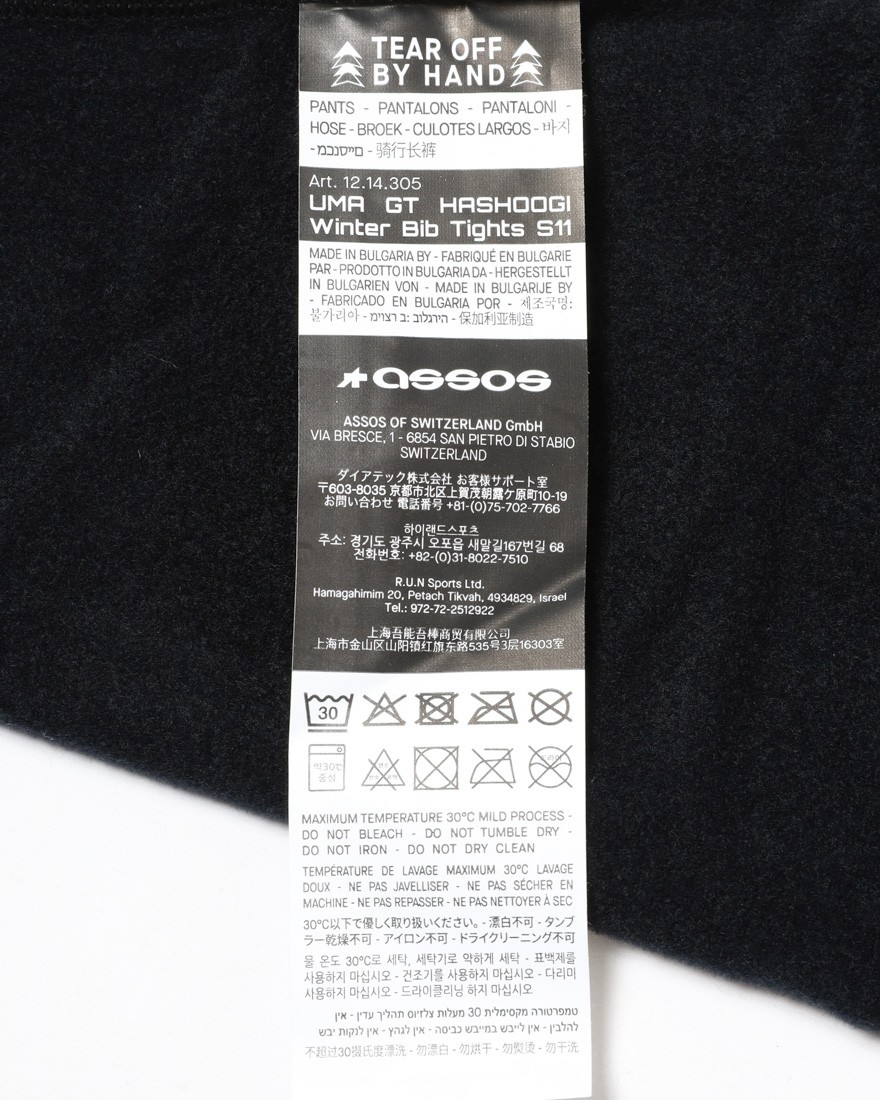 TEAR OFF
BY HAND
PANTS - PANTALONS - PANTALONI -
HOSE - BROEK - CULOTES LARGOS - 바지
- מכנסיים - 骑行长裤
Art. 12.14.305
UMA GT HASHOOGI
Winter Bib Tights S11
MADE IN BULGARIA BY - FABRIQUÉ EN BULGARIE
PAR - PRODOTTO IN BULGARIA DA - HERGESTELLT
IN BULGARIEN VON - MADE IN BULGARIJE BY
- FABRICADO EN BULGARIA POR - 제조국명:
불가리아 - מיוצר ב: בולגריה - 保加利亚制造
assos
ASSOS OF SWITZERLAND GmbH
VIA BRESCE, 1 - 6854 SAN PIETRO DI STABIO
SWITZERLAND
ダイアテック株式会社 お客様サポート室
〒603-8035 京都市北区上賀茂朝露ケ原町10-19
お問い合わせ 電話番号 +81-(0)75-702-7766
하이랜드스포츠
주소: 경기도 광주시 오포읍 새말길167번길 68
전화번호: +82-(0)31-8022-7510
R.U.N Sports Ltd.
Hamagahimim 20, Petach Tikvah, 4934829, Israel
Tel.: 972-72-2512922
上海吾能吾棒商贸有限公司
上海市金山区山阳镇红旗东路535号3层16303室
30
약30℃
중성
MAXIMUM TEMPERATURE 30°C MILD PROCESS -
DO NOT BLEACH - DO NOT TUMBLE DRY -
DO NOT IRON - DO NOT DRY CLEAN
TEMPÉRATURE DE LAVAGE MAXIMUM 30°C LAVAGE
DOUX - NE PAS JAVELLISER - NE PAS SÉCHER EN
MACHINE - NE PAS REPASSER - NE PAS NETTOYER À SEC
30°C以下で優しく取り扱いください。 - 漂白不可 - タンブ
ラー乾燥不可 - アイロン不可 - ドライクリーニング不可
물 온도 30°C로 세탁, 세탁기로 약하게 세탁 - 표백제를
사용하지 마십시오 - 건조기를 사용하지 마십시오 - 다리미
사용하지 마십시오 - 드라이클리닝 하지 마십시오
טמפרטורה מקסימלית 30 מעלות צלזיוס תהליך עדין - אין
להלבין - אין לייבש במייבש כביסה - אין לגהץ - אין לנקות יבש
不超过30摄氏度漂洗 - 勿漂白 - 勿烘干 - 勿熨烫 - 勿干洗